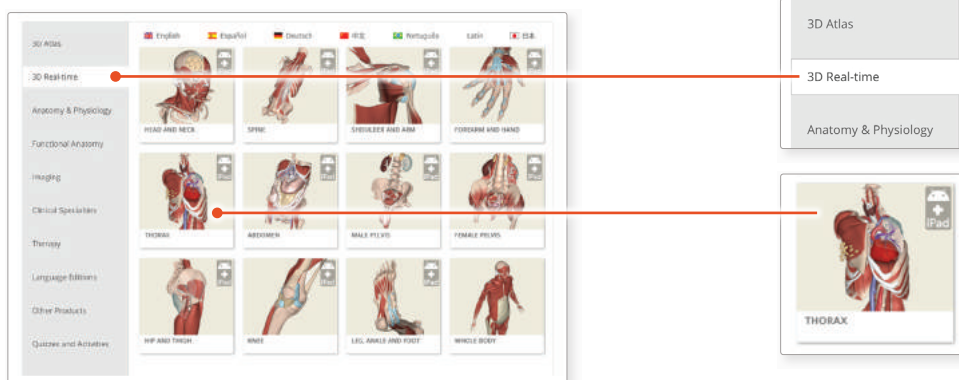 3D Atlas
3D Real-time
Anatomy & Physiology
Functional Anatomy
Imaging
Clinical Specialties
Therapy
Language Editions
Other Products
Quizzes and Activities
English Español Deutsch 中文 Português Latin 日本
HEAD AND NECK SPINE SHOULDER AND ARM FOREARM AND HAND
THORAX ABDOMEN MALE PELVIS FEMALE PELVIS
HIP AND THIGH KNEE LEG, ANKLE AND FOOT WHOLE BODY
3D Atlas
3D Real-time
Anatomy & Physiology
iPad
THORAX